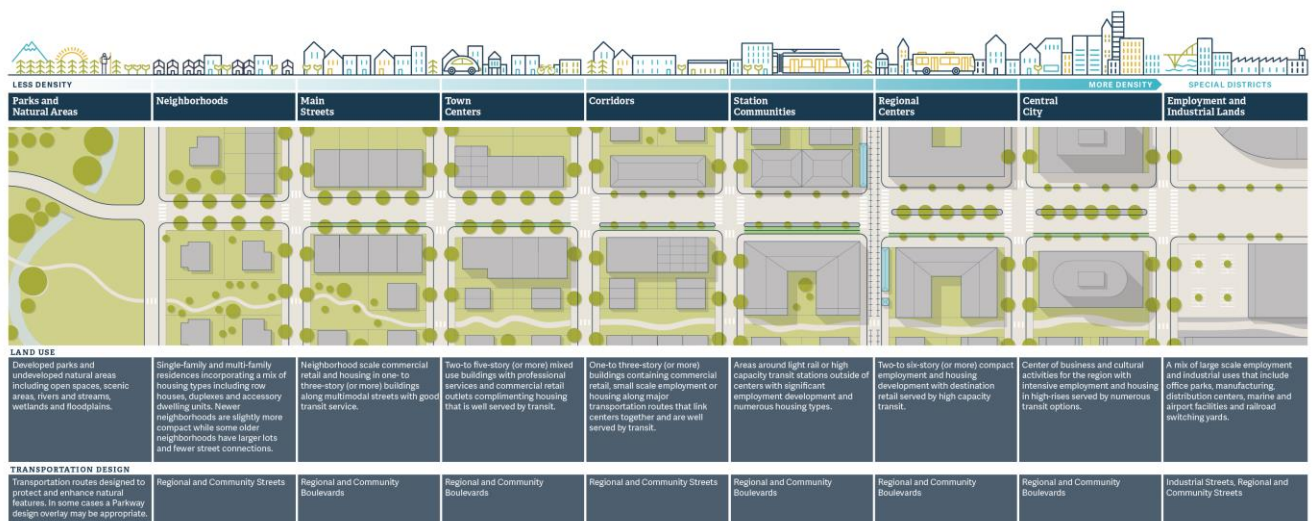 LESS DENSITY
MORE DENSITY
SPECIAL DISTRICTS
Parks and
Natural Areas
Neighborhoods
Main
Streets
Town
Centers
Corridors
Station
Communities
Regional
Centers
Central
City
Employment and
Industrial Lands
LAND USE
Developed parks and
undeveloped natural areas
including open spaces, scenic
areas, rivers and streams,
wetlands and floodplains.
Single-family and multi-family
residences incorporating a mix of
housing types including row
houses, duplexes and accessory
dwelling units. Newer
neighborhoods are slightly more
compact while some older
neighborhoods have larger lots
and fewer street connections.
Neighborhood scale commercial
retail and housing in one- to
three-story (or more) buildings
along multimodal streets with good
transit service.
Two-to five-story (or more) mixed
use buildings with professional
services and commercial retail
outlets complimenting housing
that is well served by transit.
One-to three-story (or more)
buildings containing commercial
retail, small scale employment or
housing along major
transportation routes that link
centers together and are well
served by transit.
Areas around light rail or high
capacity transit stations outside of
centers with significant
employment development and
numerous housing types.
Two-to six-story (or more) compact
employment and housing
development with destination
retail served by high capacity
transit.
Center of business and cultural
activities for the region with
intensive employment and housing
in high-rises served by numerous
transit options.
A mix of large scale employment
and industrial uses that include
office parks, manufacturing,
distribution centers, marine and
airport facilities and railroad
switching yards.
TRANSPORTATION DESIGN
Transportation routes designed to
protect and enhance natural
features. In some cases a Parkway
design overlay may be appropriate.
Regional and Community Streets
Regional and Community
Boulevards
Regional and Community
Boulevards
Regional and Community Streets
Regional and Community
Boulevards
Regional and Community
Boulevards
Regional and Community
Boulevards
Industrial Streets, Regional and
Community Streets